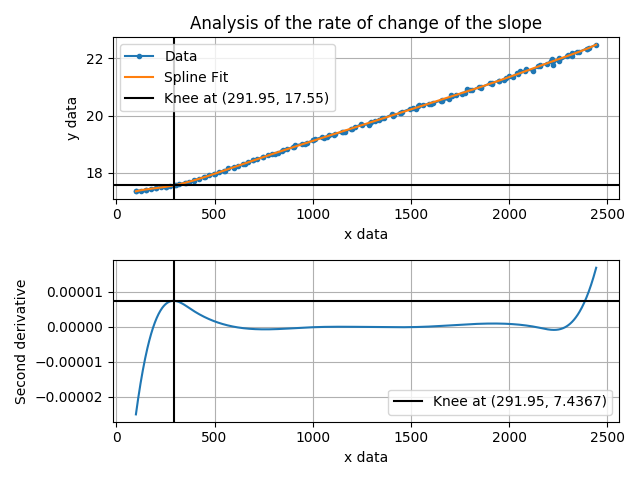 Analysis of the rate of change of the slope
Data
Spline Fit
Knee at (291.95, 17.55)
y data
22
20
18
0 500 1000 1500 2000 2500
x data
Second derivative
0.00001
0.00000
−0.00001
−0.00002
Knee at (291.95, 7.4367)
0 500 1000 1500 2000 2500
x data